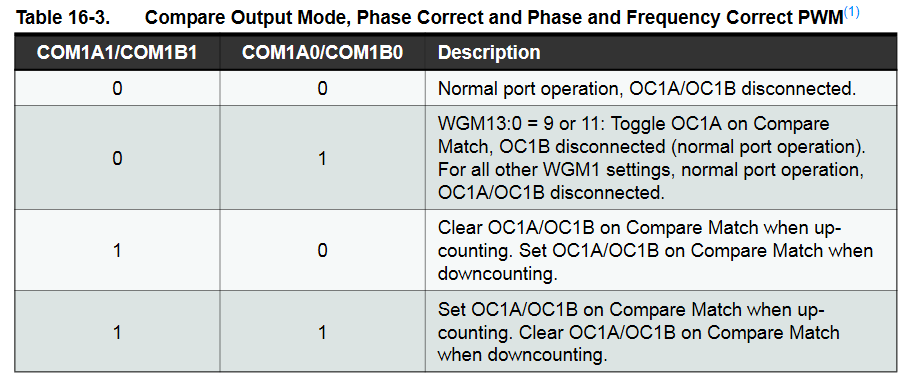 Table 16-3. Compare Output Mode, Phase Correct and Phase and Frequency Correct PWM(1)
COM1A1/COM1B1 COM1A0/COM1B0 Description
0 0 Normal port operation, OC1A/OC1B disconnected.
0 1 WGM13:0 = 9 or 11: Toggle OC1A on Compare
Match, OC1B disconnected (normal port operation).
For all other WGM1 settings, normal port operation,
OC1A/OC1B disconnected.
1 0 Clear OC1A/OC1B on Compare Match when up-
counting. Set OC1A/OC1B on Compare Match when
downcounting.
1 1 Set OC1A/OC1B on Compare Match when up-
counting. Clear OC1A/OC1B on Compare Match
when downcounting.